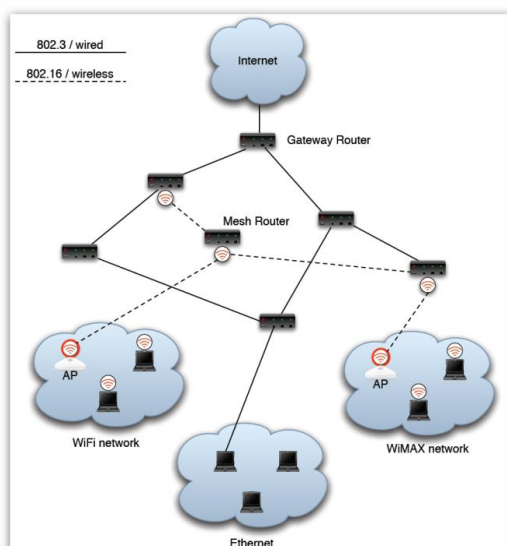 802.3 / wired
802.16 / wireless
Internet
Gateway Router
Mesh Router
AP
WiFi network
AP
WiMAX network
Ethernet